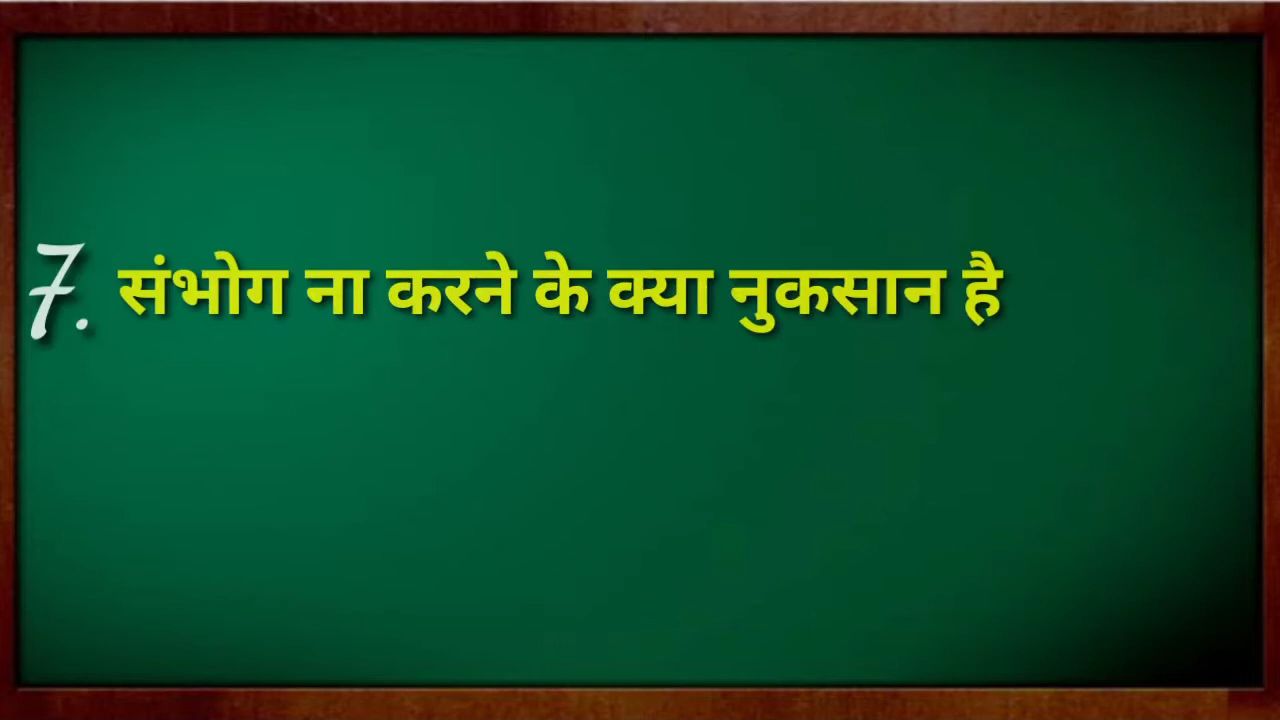 7. संभोग ना करने के क्या नुकसान है